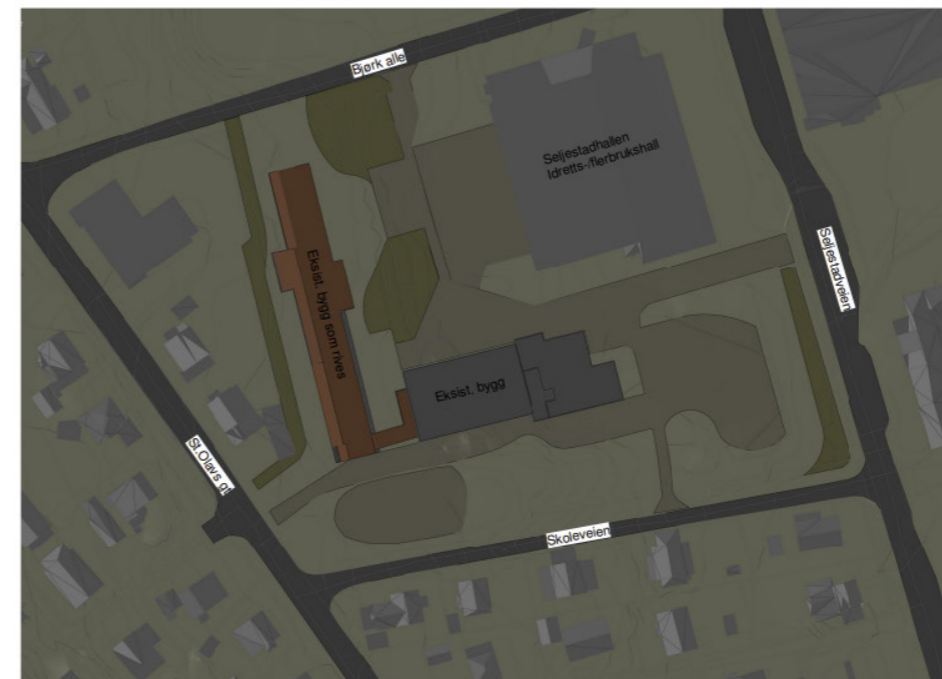 Bjørk alle
Seljestadhallen
Idretts-/flerbrukshall
Seljestadveien
Eksist. bygg som rives
Eksist. bygg
St.Olavs gt
Skoleveien